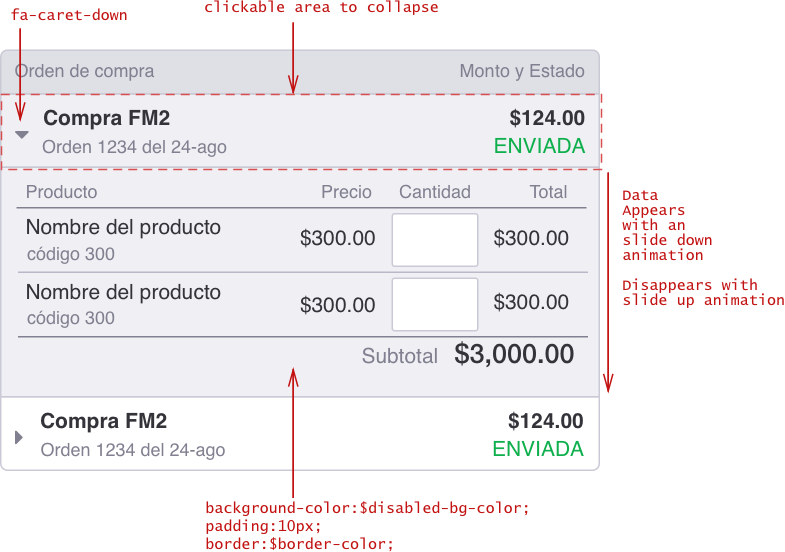 fa-caret-down
clickable area to collapse
Orden de compra Monto y Estado
Compra FM2 $124.00
Orden 1234 del 24-ago ENVIADA
Producto Precio Cantidad Total
Nombre del producto
código 300
$300.00 $300.00
Nombre del producto
código 300
$300.00 $300.00
Subtotal $3,000.00
Data
Appears
with an
slide down
animation
Disappears with
slide up animation
Compra FM2 $124.00
Orden 1234 del 24-ago ENVIADA
background-color:$disabled-bg-color;
padding:10px;
border:$border-color;